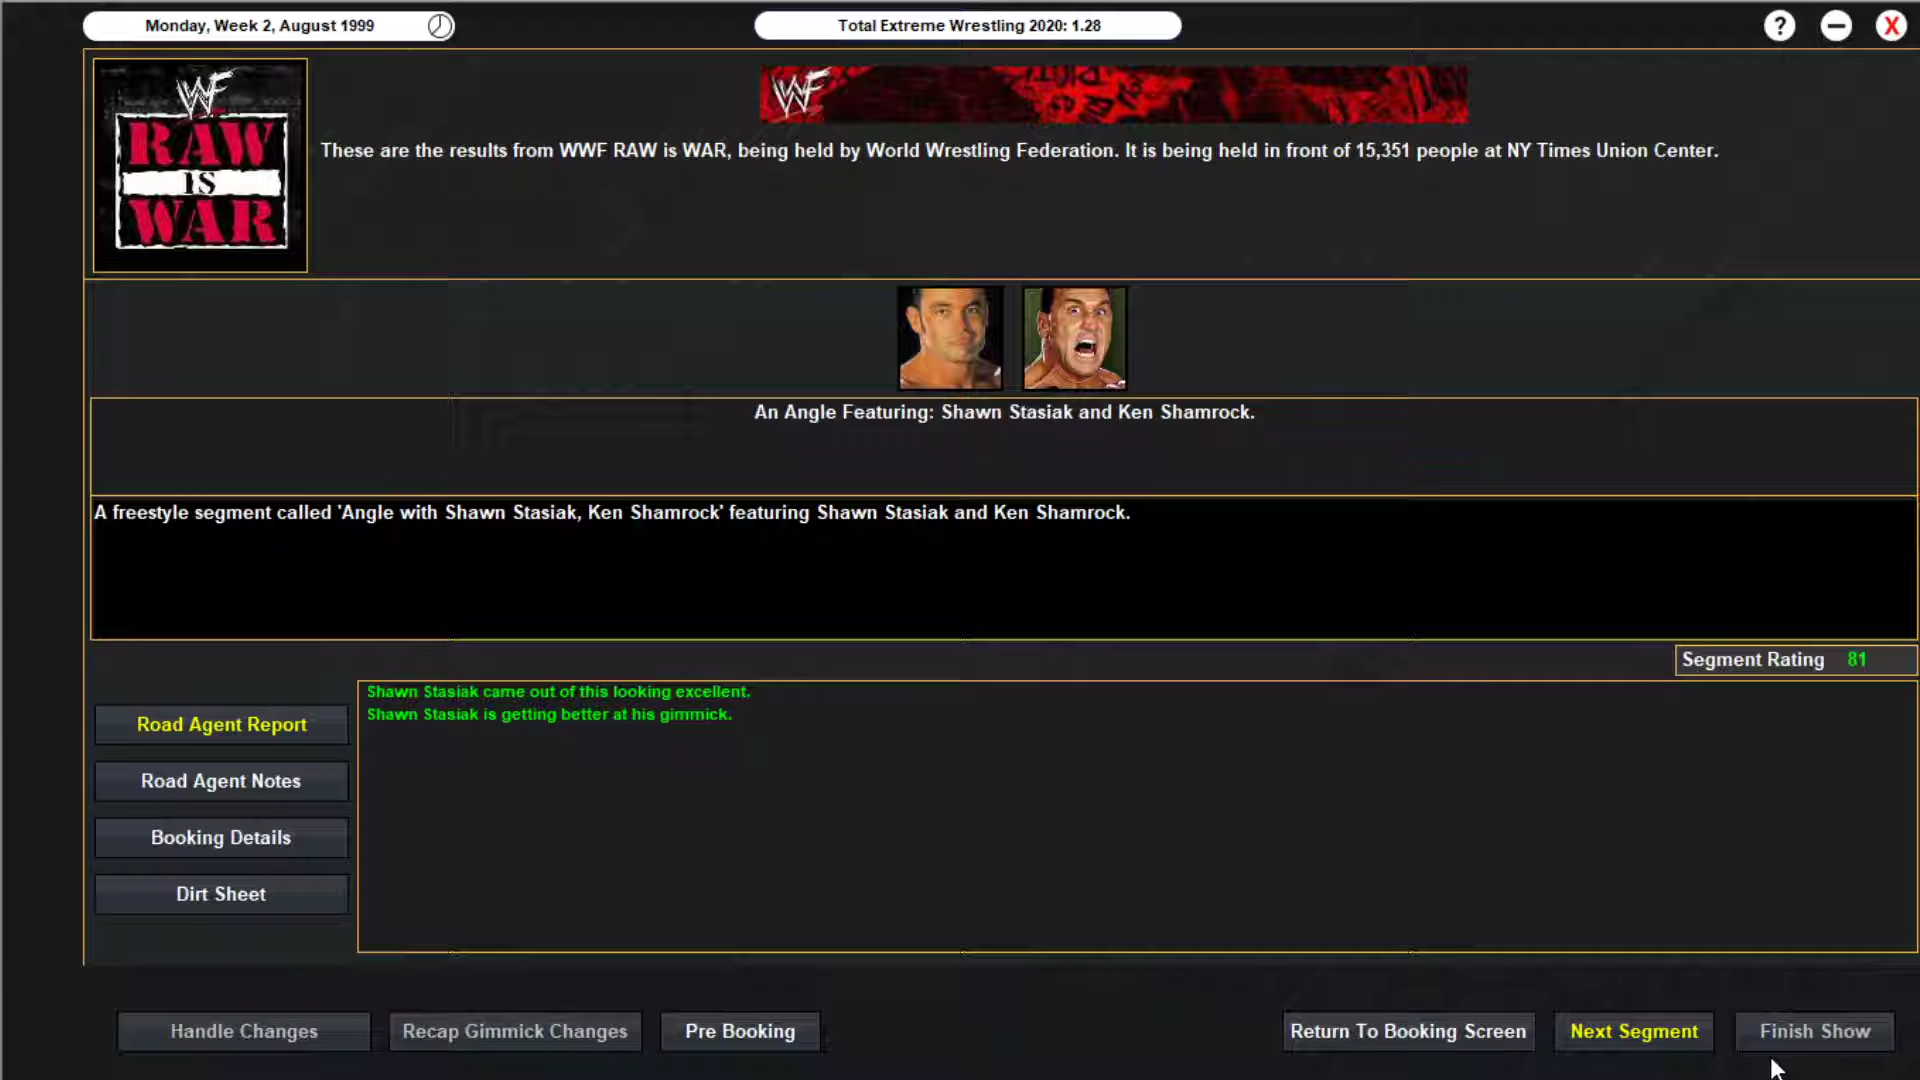 Monday, Week 2, August 1999
Total Extreme Wrestling 2020: 1.28
?
X
WF
RAW
IS
WAR
WF
These are the results from WWF RAW is WAR, being held by World Wrestling Federation. It is being held in front of 15,351 people at NY Times Union Center.
An Angle Featuring: Shawn Stasiak and Ken Shamrock.
A freestyle segment called 'Angle with Shawn Stasiak, Ken Shamrock' featuring Shawn Stasiak and Ken Shamrock.
Segment Rating 81
Shawn Stasiak came out of this looking excellent.
Shawn Stasiak is getting better at his gimmick.
Road Agent Report
Road Agent Notes
Booking Details
Dirt Sheet
Handle Changes
Recap Gimmick Changes
Pre Booking
Return To Booking Screen
Next Segment
Finish Show